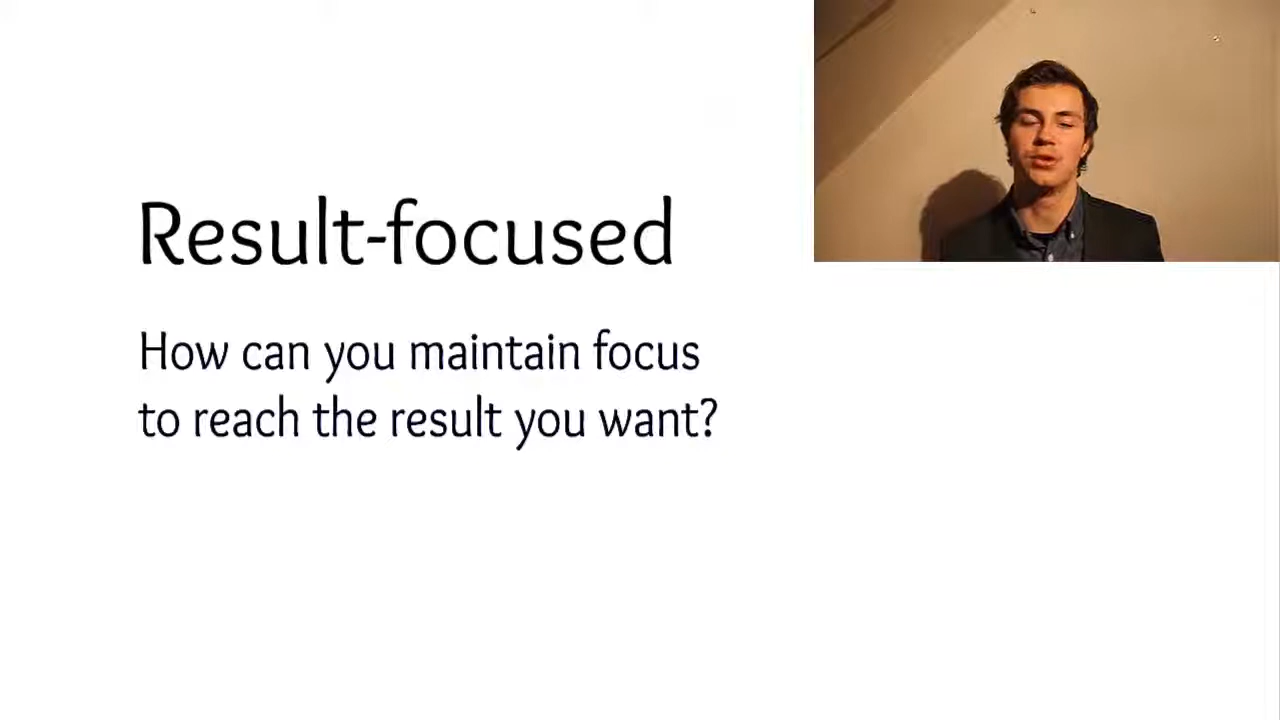 Result-focused
How can you maintain focus
to reach the result you want?